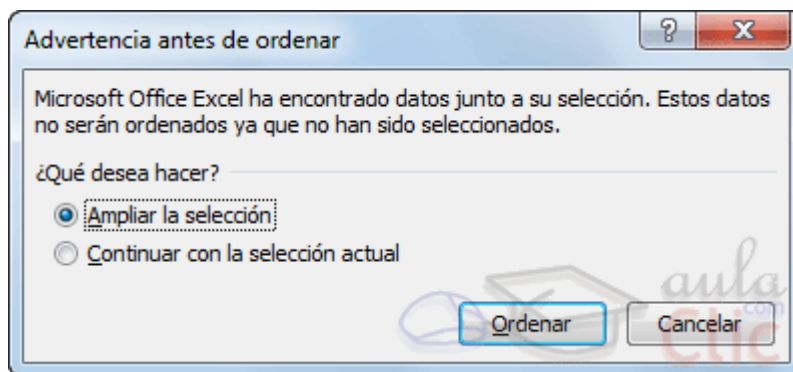 Advertencia antes de ordenar
Microsoft Office Excel ha encontrado datos junto a su selección. Estos datos
no serán ordenados ya que no han sido seleccionados.
¿Qué desea hacer?
Ampliar la selección
Continuar con la selección actual
Ordenar
Cancelar
aula
.com
Clic